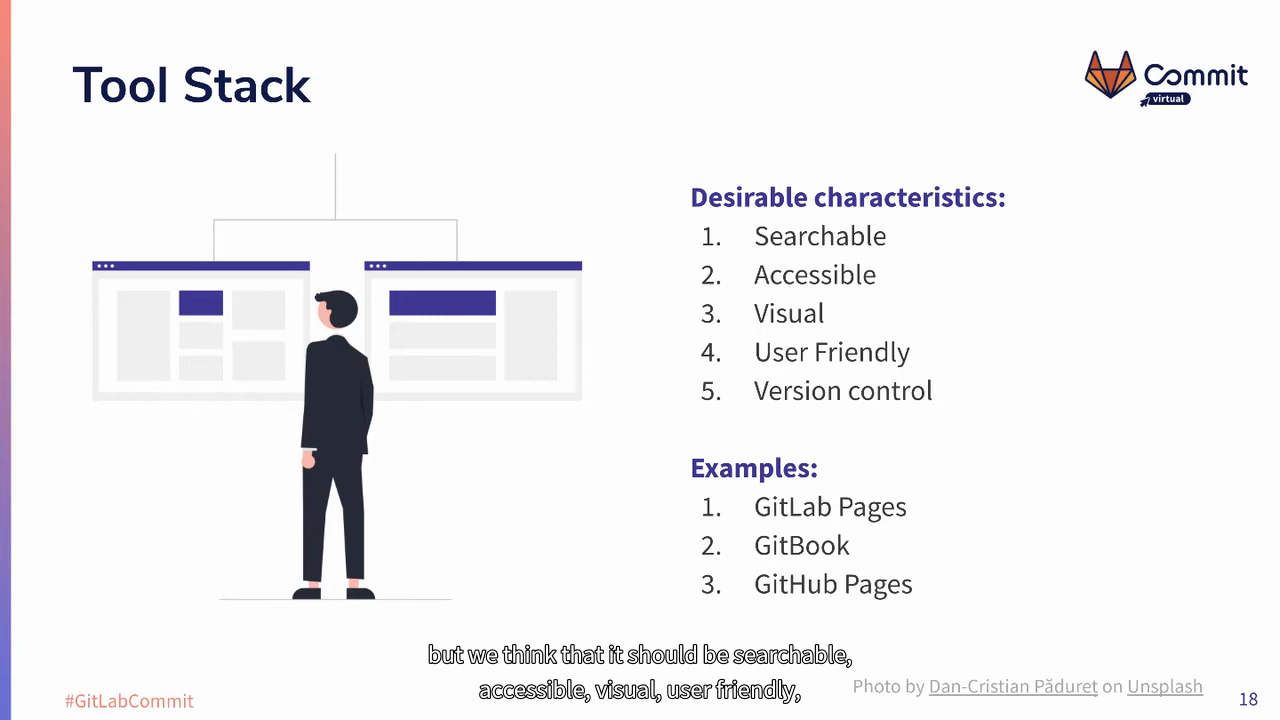 Tool Stack
Commit
virtual
Desirable characteristics:
1. Searchable
2. Accessible
3. Visual
4. User Friendly
5. Version control
Examples:
1. GitLab Pages
2. GitBook
3. GitHub Pages
but we think that it should be searchable,
accessible, visual, user friendly,
Photo by Dan-Cristian Pădureț on Unsplash
#GitLabCommit
18